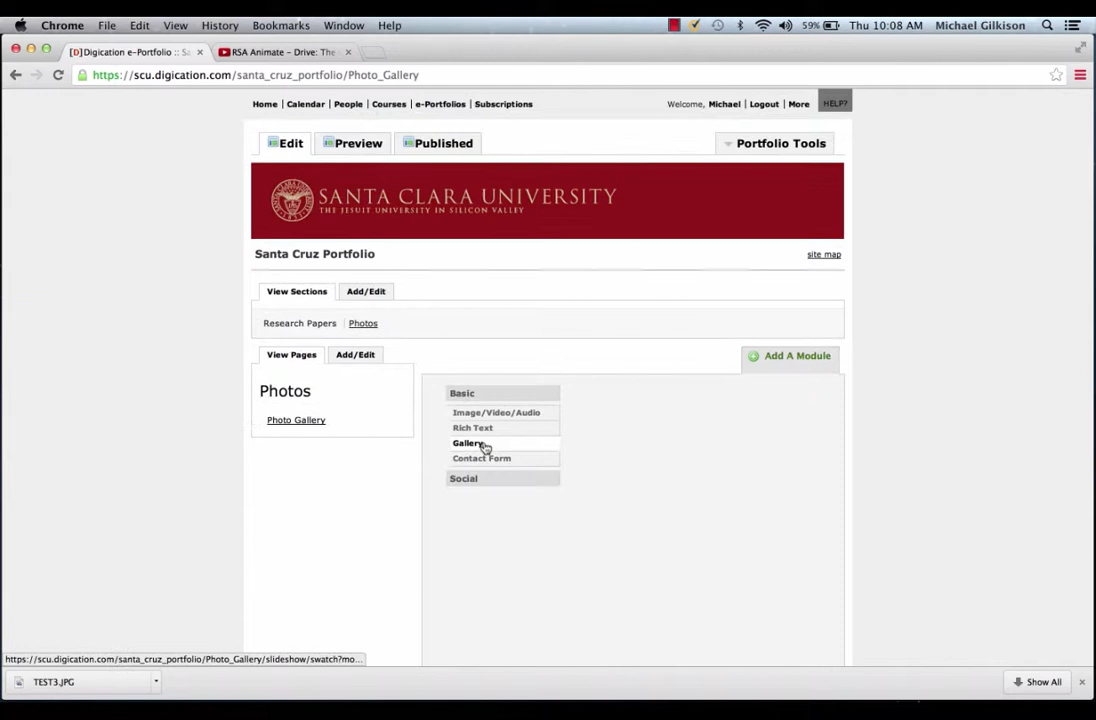 Chrome File Edit View History Bookmarks Window Help 59% Thu 10:08 AM Michael Gilkison
[D]Digication e-Portfolio :: Sa × RSA Animate – Drive: The ×
https://scu.digication.com/santa_cruz_portfolio/Photo_Gallery
Home | Calendar | People | Courses | e-Portfolios | Subscriptions Welcome, Michael | Logout | More HELP?
Edit Preview Published Portfolio Tools
SANTA CLARA UNIVERSITY
THE JESUIT UNIVERSITY IN SILICON VALLEY
Santa Cruz Portfolio site map
View Sections Add/Edit
Research Papers | Photos
View Pages Add/Edit Add A Module
Photos
Photo Gallery
Basic
Image/Video/Audio
Rich Text
Gallery
Contact Form
Social
https://scu.digication.com/santa_cruz_portfolio/Photo_Gallery/slideshow/swatch?mo...
TEST3.JPG Show All ×